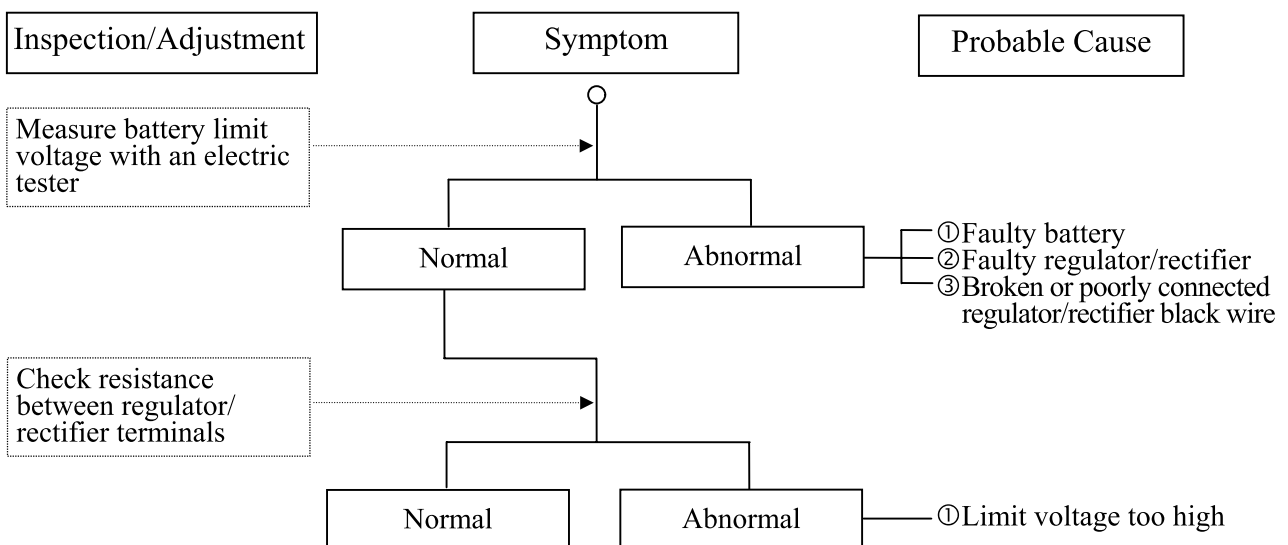 Inspection/Adjustment
Symptom
Probable Cause
Measure battery limit
voltage with an electric
tester
Normal
Abnormal
①Faulty battery
②Faulty regulator/rectifier
③Broken or poorly connected
regulator/rectifier black wire
Check resistance
between regulator/
rectifier terminals
Normal
Abnormal
①Limit voltage too high